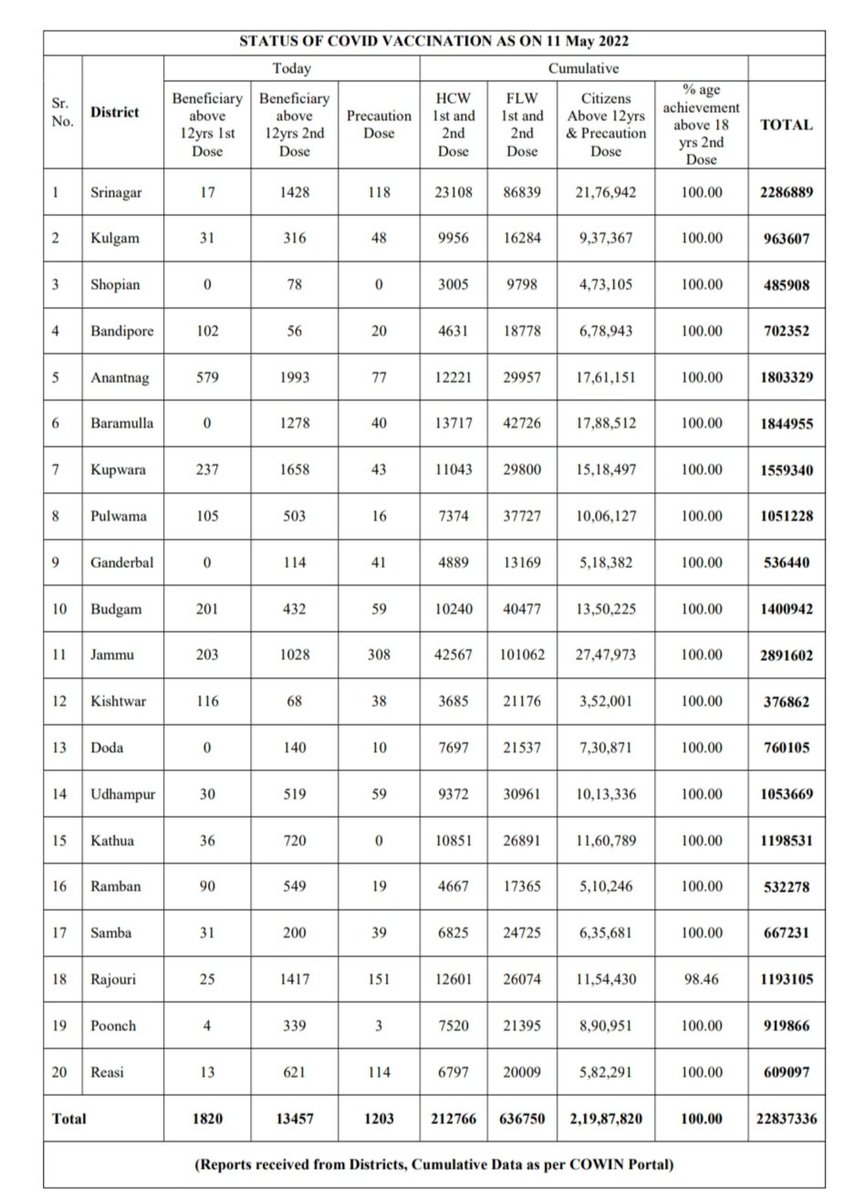 STATUS OF COVID VACCINATION AS ON 11 May 2022
Today Cumulative
Sr. No. District Beneficiary above 12yrs 1st Dose Beneficiary above 12yrs 2nd Dose Precaution Dose HCW 1st and 2nd Dose FLW 1st and 2nd Dose Citizens Above 12yrs & Precaution Dose % age achievement above 18 yrs 2nd Dose TOTAL
1 Srinagar 17 1428 118 23108 86839 21,76,942 100.00 2286889
2 Kulgam 31 316 48 9956 16284 9,37,367 100.00 963607
3 Shopian 0 78 0 3005 9798 4,73,105 100.00 485908
4 Bandipore 102 56 20 4631 18778 6,78,943 100.00 702352
5 Anantnag 579 1993 77 12221 29957 17,61,151 100.00 1803329
6 Baramulla 0 1278 40 13717 42726 17,88,512 100.00 1844955
7 Kupwara 237 1658 43 11043 29800 15,18,497 100.00 1559340
8 Pulwama 105 503 16 7374 37727 10,06,127 100.00 1051228
9 Ganderbal 0 114 41 4889 13169 5,18,382 100.00 536440
10 Budgam 201 432 59 10240 40477 13,50,225 100.00 1400942
11 Jammu 203 1028 308 42567 101062 27,47,973 100.00 2891602
12 Kishtwar 116 68 38 3685 21176 3,52,001 100.00 376862
13 Doda 0 140 10 7697 21537 7,30,871 100.00 760105
14 Udhampur 30 519 59 9372 30961 10,13,336 100.00 1053669
15 Kathua 36 720 0 10851 26891 11,60,789 100.00 1198531
16 Ramban 90 549 19 4667 17365 5,10,246 100.00 532278
17 Samba 31 200 39 6825 24725 6,35,681 100.00 667231
18 Rajouri 25 1417 151 12601 26074 11,54,430 98.46 1193105
19 Poonch 4 339 3 7520 21395 8,90,951 100.00 919866
20 Reasi 13 621 114 6797 20009 5,82,291 100.00 609097
Total 1820 13457 1203 212766 636750 2,19,87,820 100.00 22837336
(Reports received from Districts, Cumulative Data as per COWIN Portal)